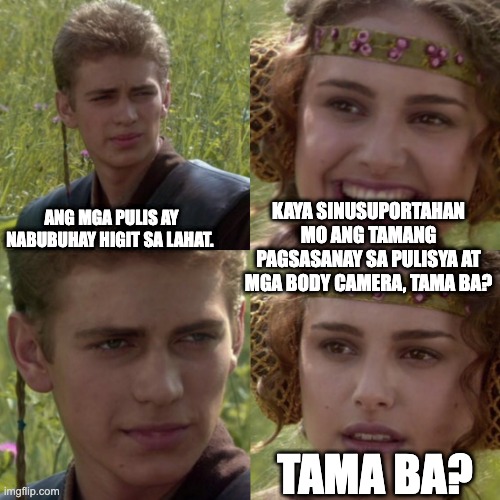 ANG MGA PULIS AY
NABUBUHAY HIGIT SA LAHAT.
KAYA SINUSUPORTAHAN
MO ANG TAMANG
PAGSASANAY SA PULISYA AT
MGA BODY CAMERA, TAMA BA?
TAMA BA?
imgflip.com